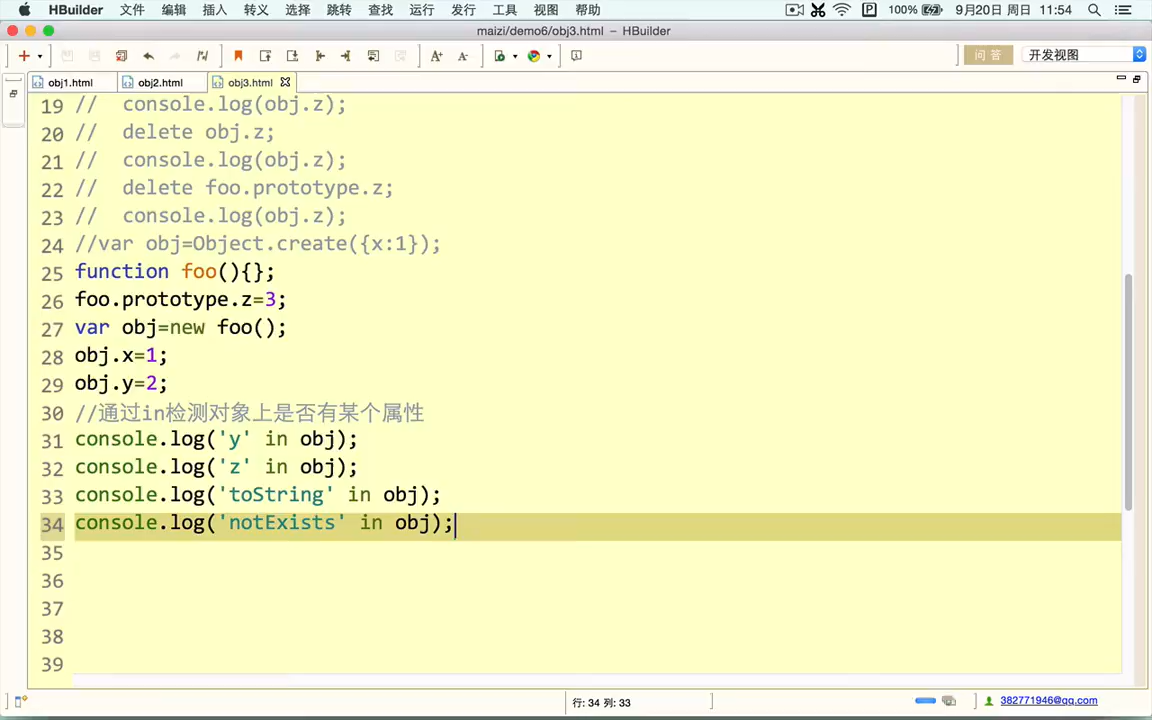 HBuilder 文件 编辑 插入 转义 选择 跳转 查找 运行 发行 工具 视图 帮助 100% 9月20日 周日 11:54
maizi/demo6/obj3.html – HBuilder
A+ A- 问答 开发视图
obj1.html obj2.html obj3.html
19 // console.log(obj.z);
20 // delete obj.z;
21 // console.log(obj.z);
22 // delete foo.prototype.z;
23 // console.log(obj.z);
24 //var obj=Object.create({x:1});
25 function foo(){};
26 foo.prototype.z=3;
27 var obj=new foo();
28 obj.x=1;
29 obj.y=2;
30 //通过in检测对象上是否有某个属性
31 console.log('y' in obj);
32 console.log('z' in obj);
33 console.log('toString' in obj);
34 console.log('notExists' in obj);
35
36
37
38
39
行: 34 列: 33 382771946@qq.com